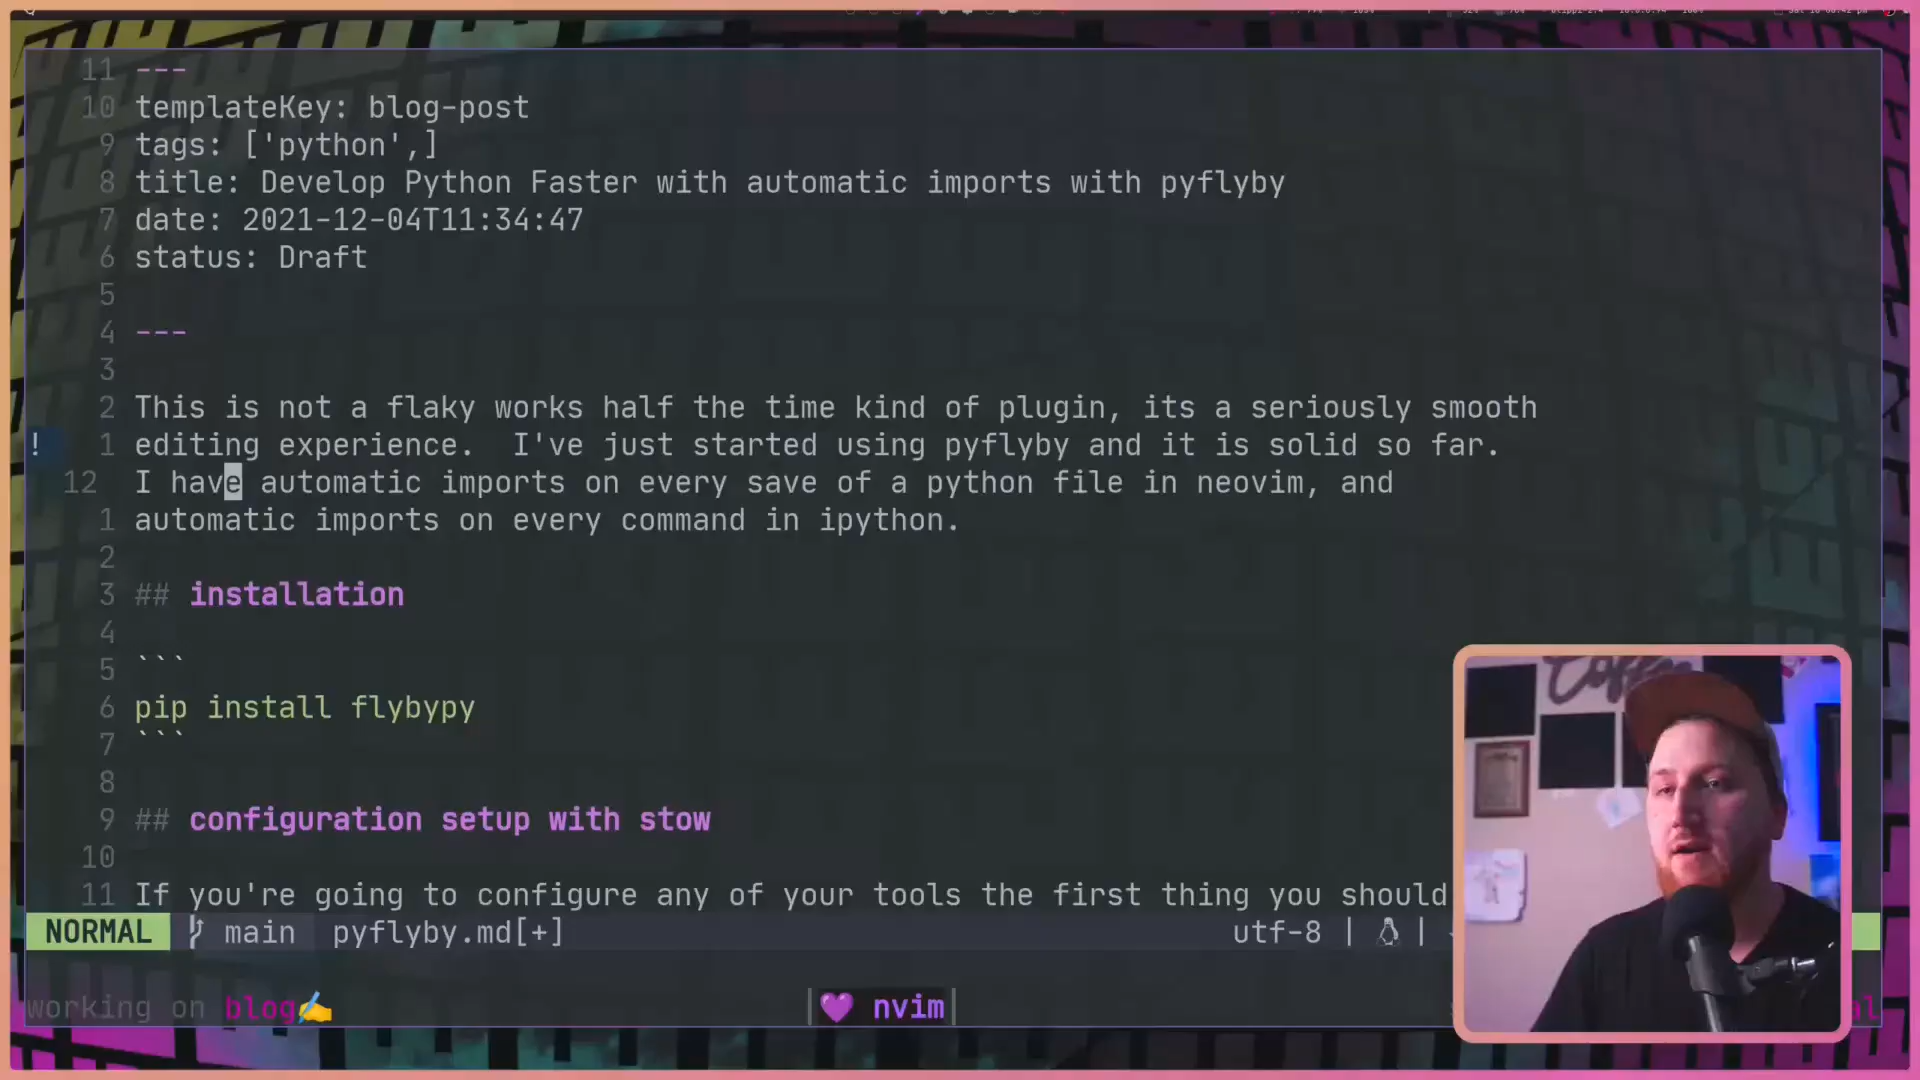 11 ---
10 templateKey: blog-post
9 tags: ['python',]
8 title: Develop Python Faster with automatic imports with pyflyby
7 date: 2021-12-04T11:34:47
6 status: Draft
5
4 ---
3
2 This is not a flaky works half the time kind of plugin, its a seriously smooth
! 1 editing experience.  I've just started using pyflyby and it is solid so far.
12 I have automatic imports on every save of a python file in neovim, and
1 automatic imports on every command in ipython.
2
3 ## installation
4
5 ```
6 pip install flybypy
7 ```
8
9 ## configuration setup with stow
10
11 If you're going to configure any of your tools the first thing you should
NORMAL main pyflyby.md[+] utf-8 | |
working on blog✍️ |💜 nvim|